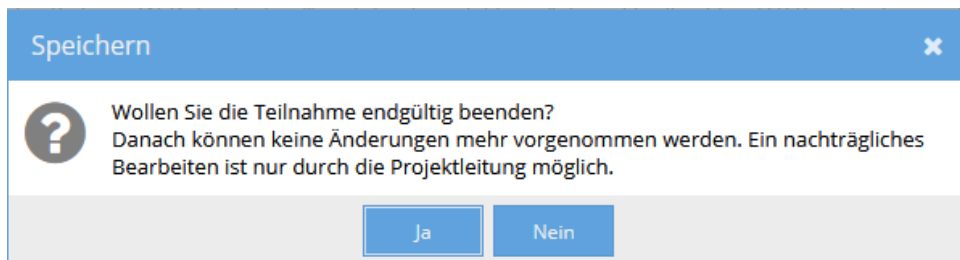 Speichern
Wollen Sie die Teilnahme endgültig beenden?
Danach können keine Änderungen mehr vorgenommen werden. Ein nachträgliches
Bearbeiten ist nur durch die Projektleitung möglich.
Ja
Nein